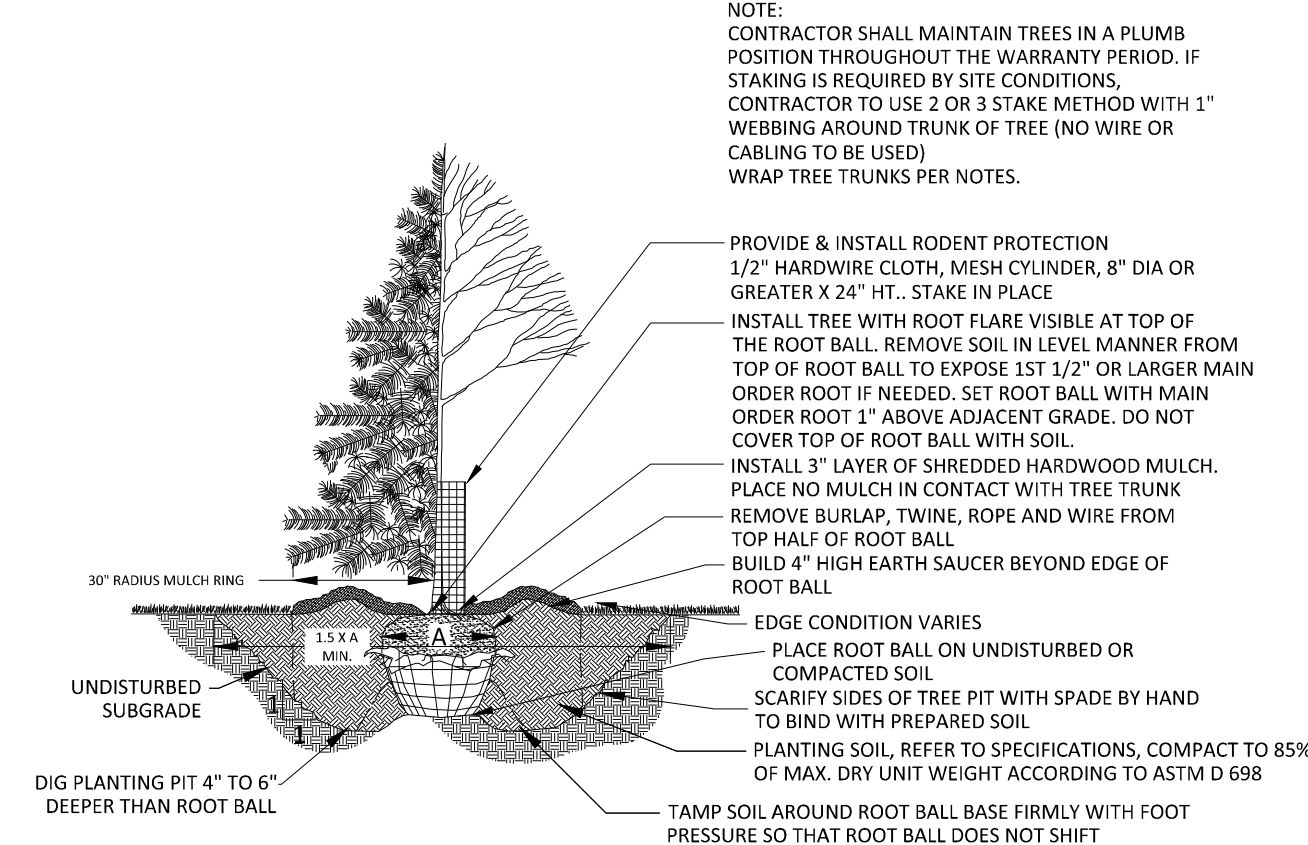 NOTE:
CONTRACTOR SHALL MAINTAIN TREES IN A PLUMB
POSITION THROUGHOUT THE WARRANTY PERIOD. IF
STAKING IS REQUIRED BY SITE CONDITIONS,
CONTRACTOR TO USE 2 OR 3 STAKE METHOD WITH 1"
WEBBING AROUND TRUNK OF TREE (NO WIRE OR
CABLING TO BE USED)
WRAP TREE TRUNKS PER NOTES.
PROVIDE & INSTALL RODENT PROTECTION
1/2" HARDWIRE CLOTH, MESH CYLINDER, 8" DIA OR
GREATER X 24" HT.. STAKE IN PLACE
INSTALL TREE WITH ROOT FLARE VISIBLE AT TOP OF
THE ROOT BALL. REMOVE SOIL IN LEVEL MANNER FROM
TOP OF ROOT BALL TO EXPOSE 1ST 1/2" OR LARGER MAIN
ORDER ROOT IF NEEDED. SET ROOT BALL WITH MAIN
ORDER ROOT 1" ABOVE ADJACENT GRADE. DO NOT
COVER TOP OF ROOT BALL WITH SOIL.
INSTALL 3" LAYER OF SHREDDED HARDWOOD MULCH.
PLACE NO MULCH IN CONTACT WITH TREE TRUNK
REMOVE BURLAP, TWINE, ROPE AND WIRE FROM
TOP HALF OF ROOT BALL
BUILD 4" HIGH EARTH SAUCER BEYOND EDGE OF
ROOT BALL
30" RADIUS MULCH RING
EDGE CONDITION VARIES
1.5 X A
MIN.
A
PLACE ROOT BALL ON UNDISTURBED OR
COMPACTED SOIL
UNDISTURBED
SUBGRADE
1
1
SCARIFY SIDES OF TREE PIT WITH SPADE BY HAND
TO BIND WITH PREPARED SOIL
PLANTING SOIL, REFER TO SPECIFICATIONS, COMPACT TO 85%
OF MAX. DRY UNIT WEIGHT ACCORDING TO ASTM D 698
DIG PLANTING PIT 4" TO 6"
DEEPER THAN ROOT BALL
TAMP SOIL AROUND ROOT BALL BASE FIRMLY WITH FOOT
PRESSURE SO THAT ROOT BALL DOES NOT SHIFT